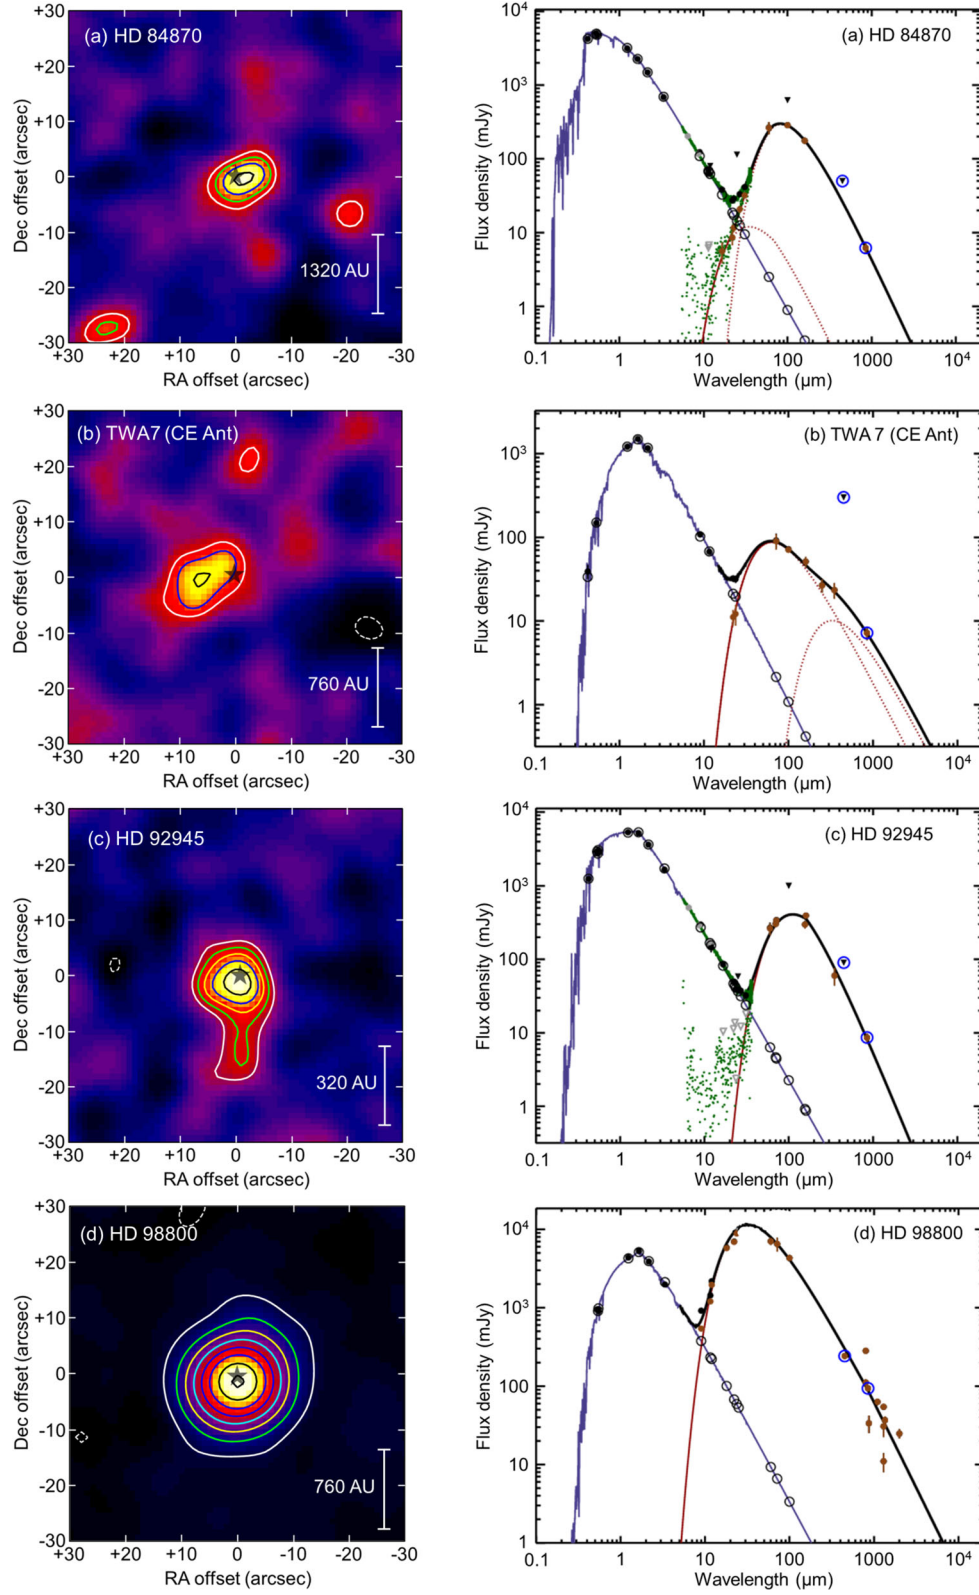 (a) HD 84870
+30
+20
+10
0
-10
-20
-30
Dec offset (arcsec)
1320 AU
+30 +20 +10 0 -10 -20 -30
RA offset (arcsec)
(a) HD 84870
10⁴
10³
100
10
1
Flux density (mJy)
0.1 1 10 100 1000 10⁴
Wavelength (µm)
(b) TWA7 (CE Ant)
+30
+20
+10
0
-10
-20
-30
Dec offset (arcsec)
760 AU
+30 +20 +10 0 -10 -20 -30
RA offset (arcsec)
(b) TWA7 (CE Ant)
10³
100
10
1
Flux density (mJy)
0.1 1 10 100 1000 10⁴
Wavelength (µm)
(c) HD 92945
+30
+20
+10
0
-10
-20
-30
Dec offset (arcsec)
320 AU
+30 +20 +10 0 -10 -20 -30
RA offset (arcsec)
(c) HD 92945
10⁴
10³
100
10
1
Flux density (mJy)
0.1 1 10 100 1000 10⁴
Wavelength (µm)
(d) HD 98800
+30
+20
+10
0
-10
-20
-30
Dec offset (arcsec)
760 AU
+30 +20 +10 0 -10 -20 -30
RA offset (arcsec)
(d) HD 98800
10⁴
10³
100
10
1
Flux density (mJy)
0.1 1 10 100 1000 10⁴
Wavelength (µm)